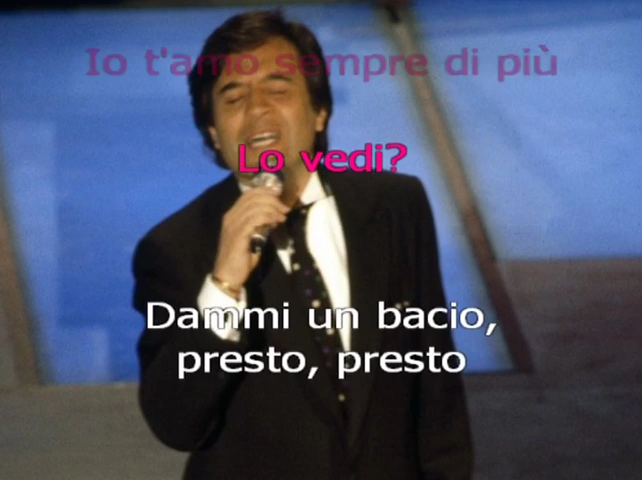 Io t'amo sempre di più
Lo vedi?
Dammi un bacio,
presto, presto